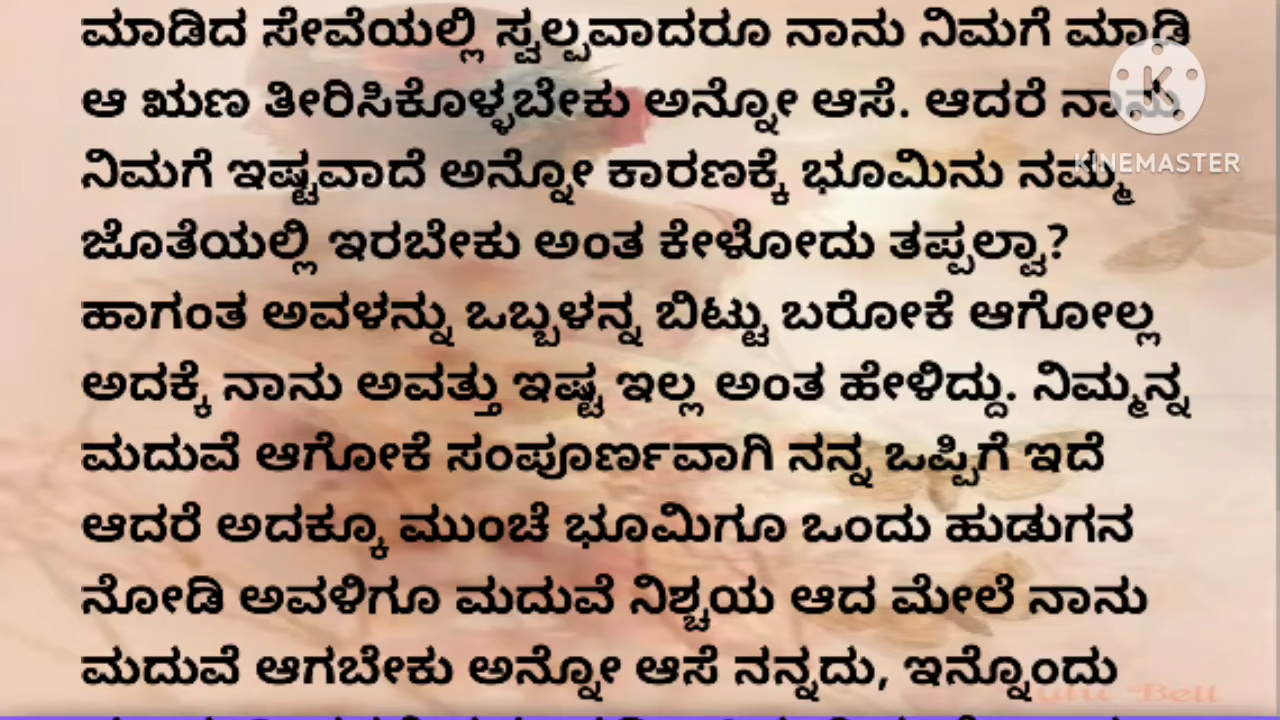 ಮಾಡಿದ ಸೇವೆಯಲ್ಲಿ ಸ್ವಲ್ಪವಾದರೂ ನಾನು ನಿಮಗೆ ಮಾಡಿ
ಆ ಋಣ ತೀರಿಸಿಕೊಳ್ಳಬೇಕು ಅನ್ನೋ ಆಸೆ. ಆದರೆ ನಾನು
KINEMASTER
ನಿಮಗೆ ಇಷ್ಟವಾದೆ ಅನ್ನೋ ಕಾರಣಕ್ಕೆ ಭೂಮಿನು ನಮ್ಮ
ಜೊತೆಯಲ್ಲಿ ಇರಬೇಕು ಅಂತ ಕೇಳೋದು ತಪ್ಪಲ್ವಾ?
ಹಾಗಂತ ಅವಳನ್ನು ಒಬ್ಬಳನ್ನ ಬಿಟ್ಟು ಬರೋಕೆ ಆಗೋಲ್ಲ
ಅದಕ್ಕೆ ನಾನು ಅವತ್ತು ಇಷ್ಟ ಇಲ್ಲ ಅಂತ ಹೇಳಿದ್ದು. ನಿಮ್ಮನ್ನ
ಮದುವೆ ಆಗೋಕೆ ಸಂಪೂರ್ಣವಾಗಿ ನನ್ನ ಒಪ್ಪಿಗೆ ಇದೆ
ಆದರೆ ಅದಕ್ಕೂ ಮುಂಚೆ ಭೂಮಿಗೂ ಒಂದು ಹುಡುಗನ
ನೋಡಿ ಅವಳಿಗೂ ಮದುವೆ ನಿಶ್ಚಯ ಆದ ಮೇಲೆ ನಾನು
ಮದುವೆ ಆಗಬೇಕು ಅನ್ನೋ ಆಸೆ ನನ್ನದು, ಇನ್ನೊಂದು
Bell